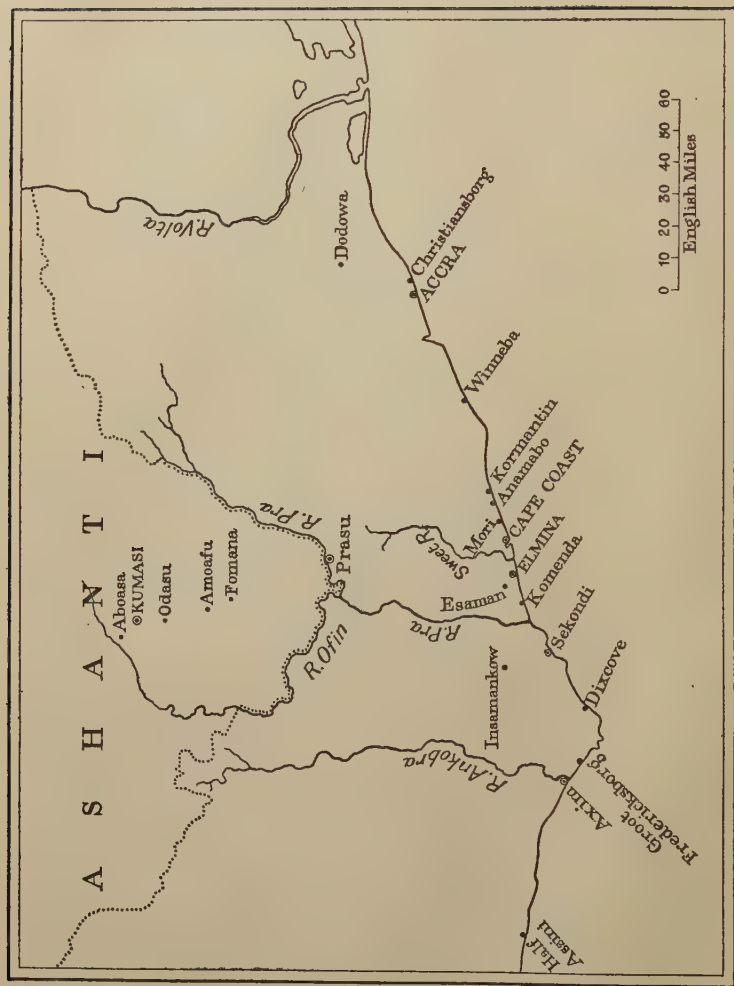 ASHANTI
Aboasa
KUMASI
Odasu
Amoafu
Fomana
R. Volta
Dodowa
R. Pra
Prasu
R. Ofin
R. Pra
Sweet R.
Esaman
Insamankow
R. Ankobra
Christiansborg
ACCRA
Winneba
Kormantin
Anamabo
Mori
CAPE COAST
ELMINA
Komenda
Sekondi
Dixcove
Groot
Fredericksborg
Axim
Half
Assini
0 10 20 30 40 50 60
English Miles